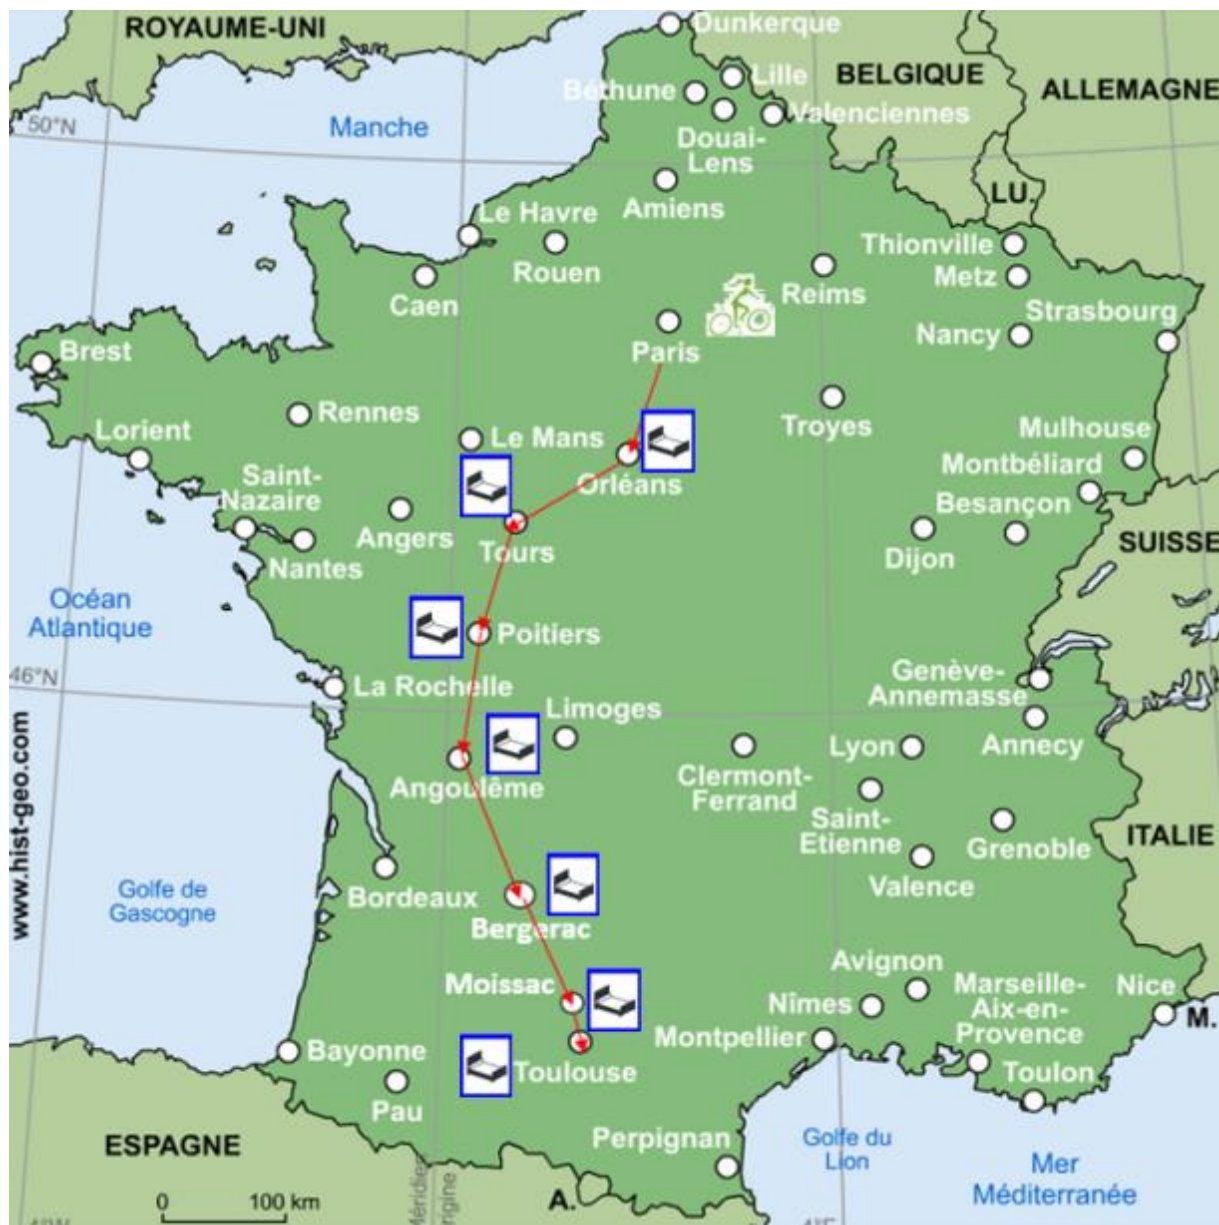 ROYAUME-UNI
Dunkerque
Lille
BELGIQUE
ALLEMAGNE
Béthune
Valenciennes
50°N
Manche
Douai-
Lens
LU.
Amiens
Le Havre
Thionville
Rouen
Metz
Caen
Reims
Strasbourg
Nancy
Paris
Brest
Rennes
Troyes
Lorient
Le Mans
Mulhouse
Montbéliard
Saint-
Nazaire
Orléans
Besançon
Angers
Tours
Dijon
SUISSE
Nantes
Océan
Atlantique
Poitiers
46°N
La Rochelle
Genève-
Annemasse
Limoges
Lyon
Annecy
Angoulême
Clermont-
Ferrand
Saint-
Etienne
Grenoble
ITALIE
www.hist-geo.com
Golfe de
Gascogne
Bordeaux
Valence
Bergerac
Avignon
Moissac
Marseille-
Aix-en-
Provence
Nice
Nîmes
M.
Montpellier
Bayonne
Toulouse
Toulon
Pau
ESPAGNE
Perpignan
Golfe du
Lion
Mer
Méditerranée
0 100 km
A.